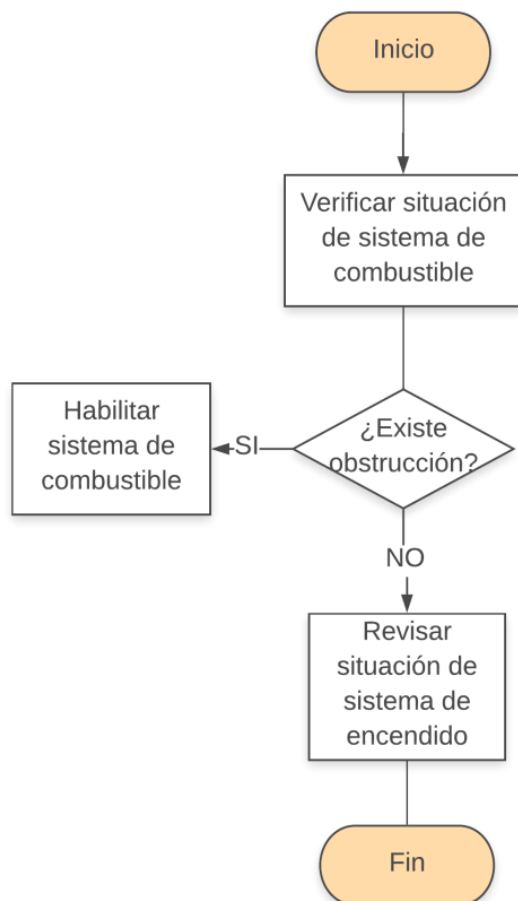 Inicio
Verificar situación
de sistema de
combustible
¿Existe
obstrucción?
SI
Habilitar
sistema de
combustible
NO
Revisar
situación de
sistema de
encendido
Fin